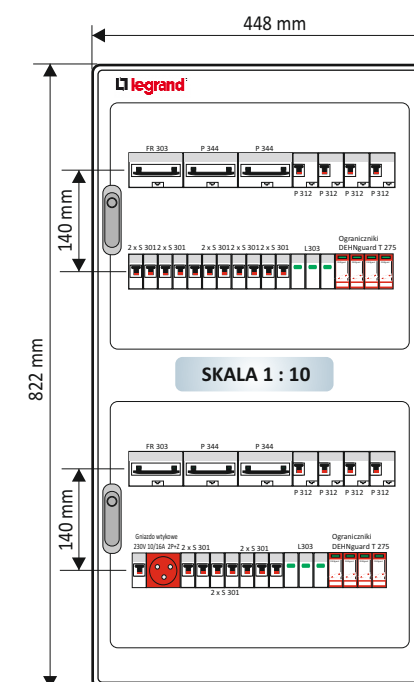 448 mm
legrand
FR 303 P 344 P 344
P 312 P 312 P 312 P 312
140 mm
2 x S 301 2 x S 301 2 x S 301 2 x S 301 2 x S 301 L303
Ograniczniki
DEHNguard T 275
822 mm
SKALA 1 : 10
FR 303 P 344 P 344
P 312 P 312 P 312 P 312
140 mm
Gniazdo wtykowe
230V 10/16A 2P+Z 2 x S 301 2 x S 301 L303
Ograniczniki
DEHNguard T 275
2 x S 301